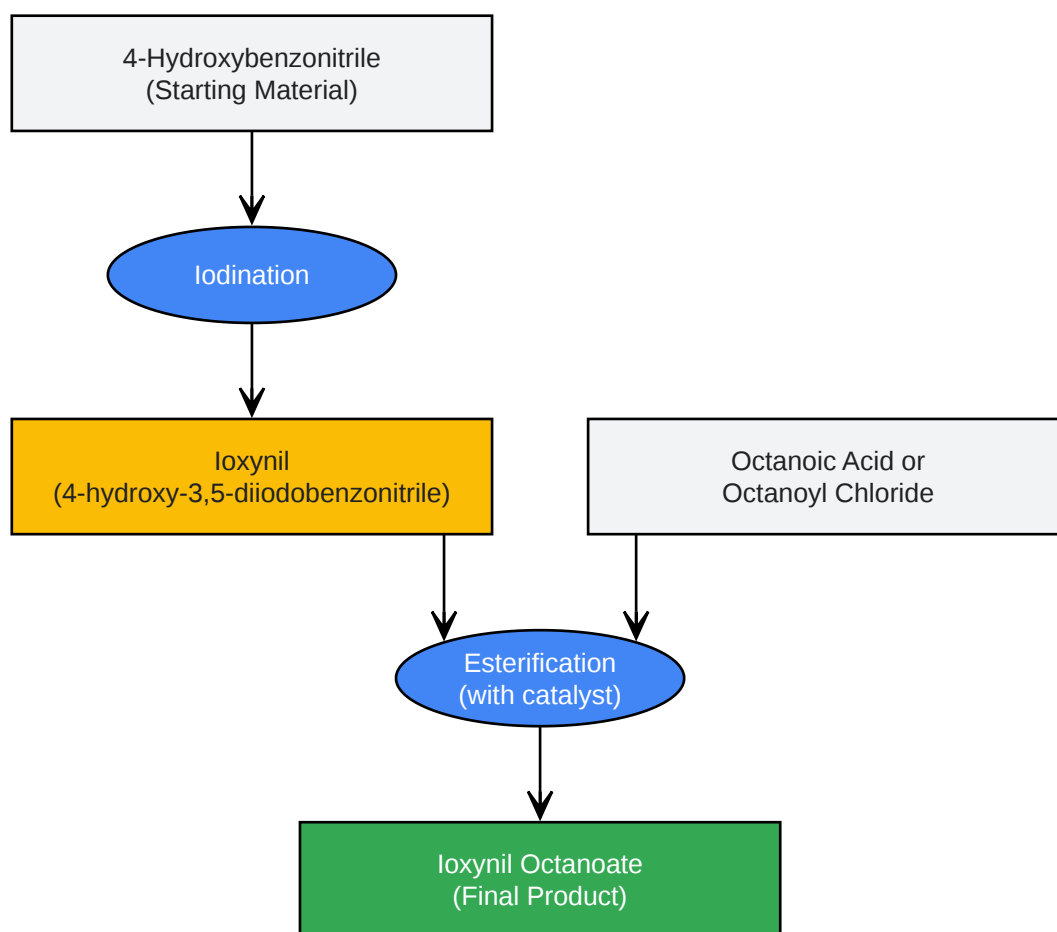 4-Hydroxybenzonitrile
(Starting Material)
Iodination
Ioxynil
(4-hydroxy-3,5-diiodobenzonitrile)
Octanoic Acid or
Octanoyl Chloride
Esterification
(with catalyst)
Ioxynil Octanoate
(Final Product)